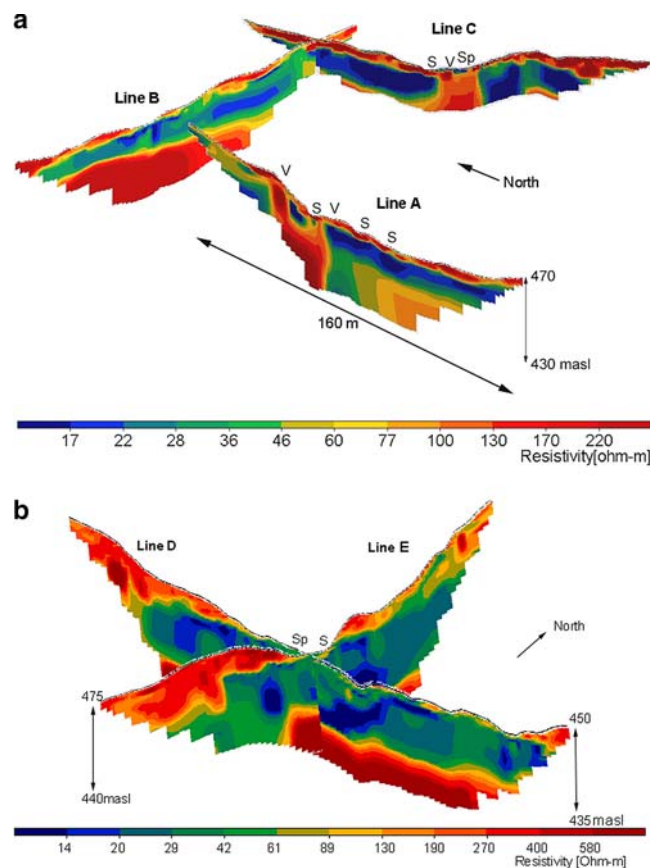 a
Line C
S V Sp
Line B
North
V
S V
Line A
S
S
470
160 m
430 masl
17 22 28 36 46 60 77 100 130 170 220
Resistivity[ohm-m]
b
Line D
Line E
Sp S
North
475
450
440masl
435 masl
14 20 29 42 61 89 130 190 270 400 580
Resistivity [Ohm-m]